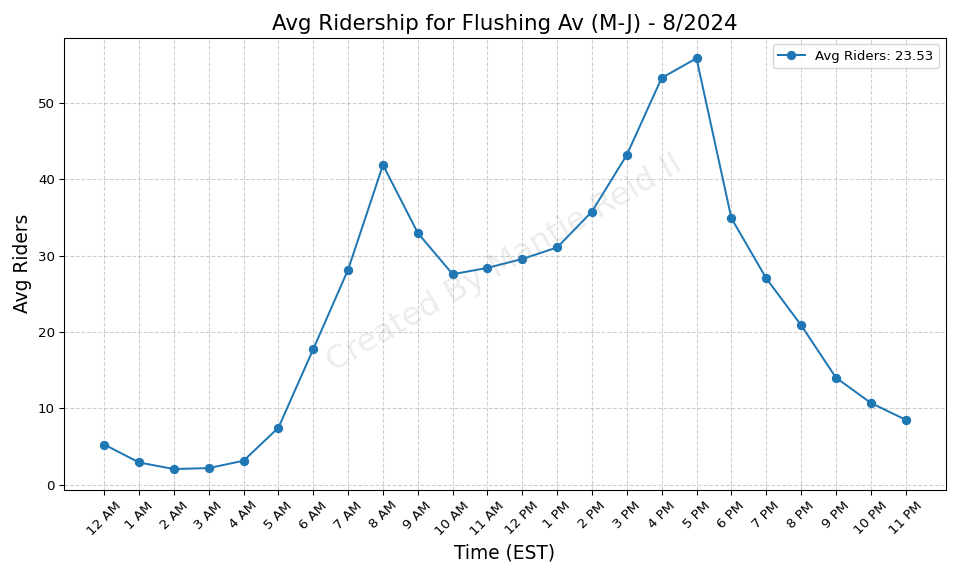 Avg Ridership for Flushing Av (M-J) - 8/2024
Avg Riders: 23.53
Avg Riders
50
40
30
20
10
0
Created By Mantie Reid II
12 AM
1 AM
2 AM
3 AM
4 AM
5 AM
6 AM
7 AM
8 AM
9 AM
10 AM
11 AM
12 PM
1 PM
2 PM
3 PM
4 PM
5 PM
6 PM
7 PM
8 PM
9 PM
10 PM
11 PM
Time (EST)